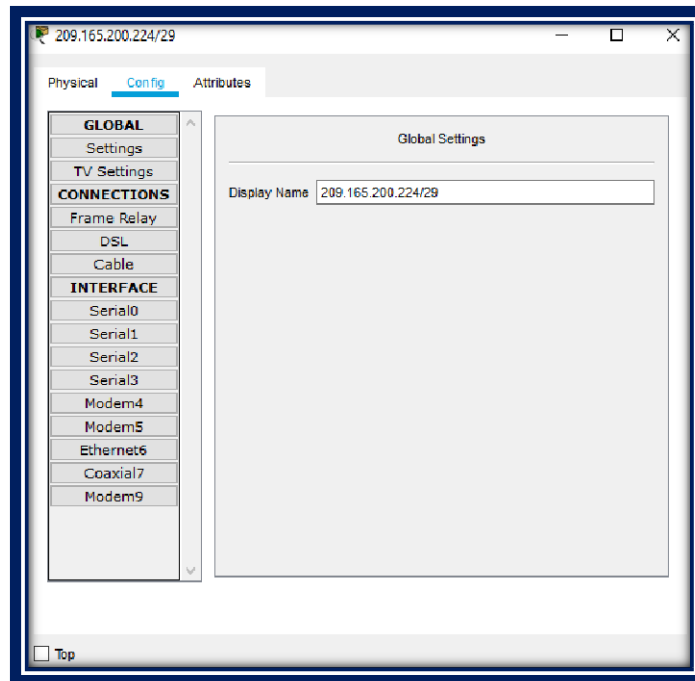 209.165.200.224/29
Physical Config Attributes
GLOBAL
Settings
TV Settings
CONNECTIONS
Frame Relay
DSL
Cable
INTERFACE
Serial0
Serial1
Serial2
Serial3
Modem4
Modem5
Ethernet6
Coaxial7
Modem9
Global Settings
Display Name 209.165.200.224/29
Top